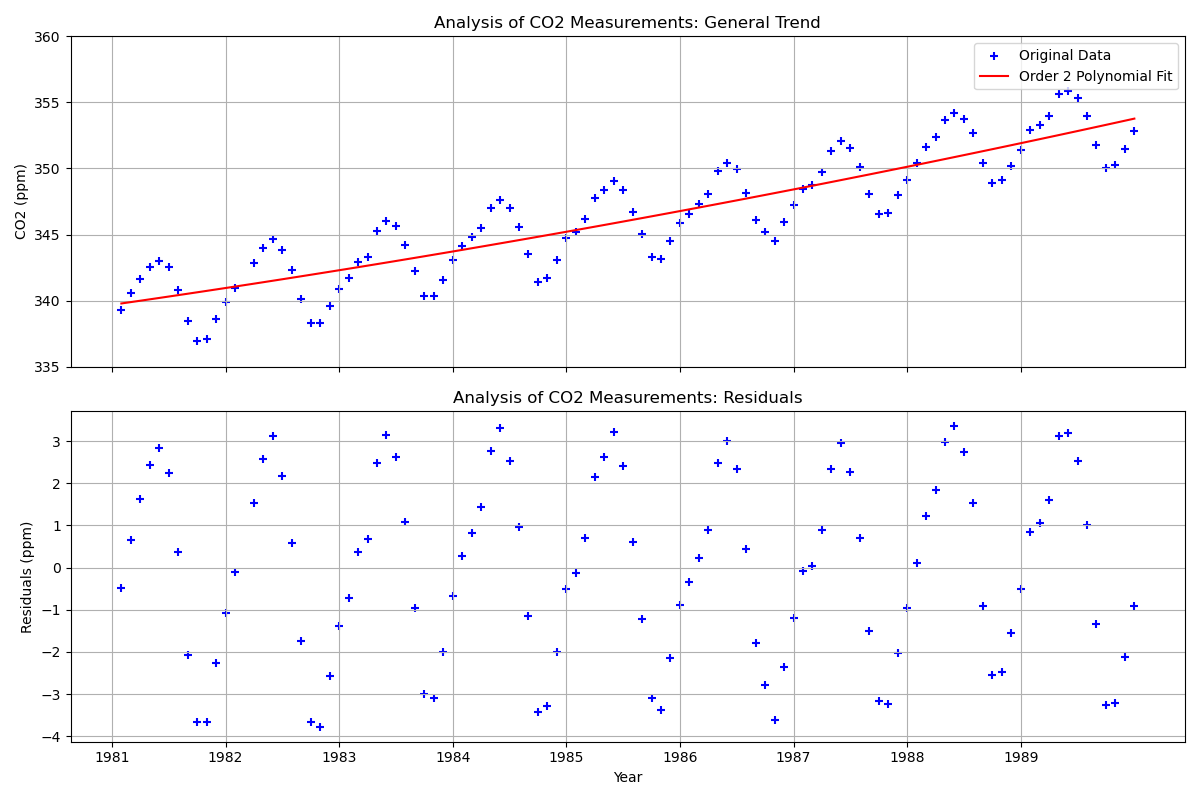 Analysis of CO2 Measurements: General Trend
360
355
350
345
340
335
CO2 (ppm)
Original Data
Order 2 Polynomial Fit
Analysis of CO2 Measurements: Residuals
3
2
1
0
−1
−2
−3
−4
Residuals (ppm)
1981 1982 1983 1984 1985 1986 1987 1988 1989
Year